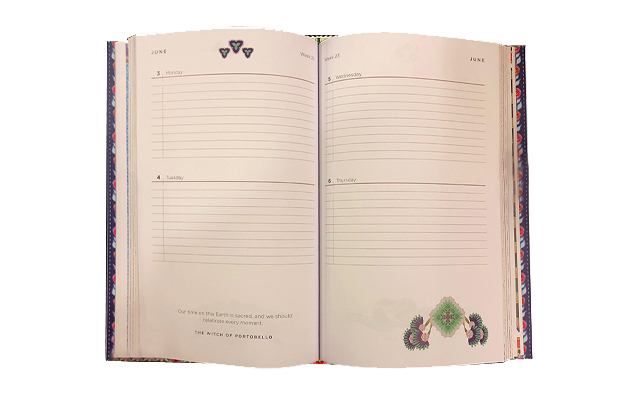 JUNE
Week 23
3 Monday
4 Tuesday
Our time on this Earth is sacred, and we should
celebrate every moment.
THE WITCH OF PORTOBELLO
Week 23
JUNE
5 Wednesday
6 Thursday